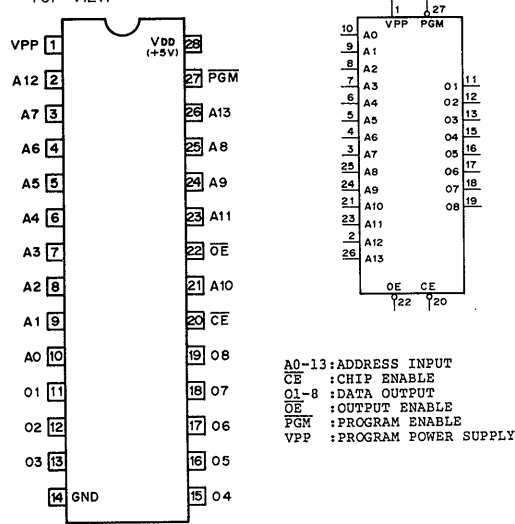 TOP VIEW
VPP 1 VDD (+5V) 28
A12 2 27 PGM
A7 3 26 A13
A6 4 25 A8
A5 5 24 A9
A4 6 23 A11
A3 7 22 OE
A2 8 21 A10
A1 9 20 CE
A0 10 19 O8
O1 11 18 O7
O2 12 17 O6
O3 13 16 O5
14 GND 15 O4
1 27
VPP PGM
10 A0
9 A1
8 A2
7 A3 O1 11
6 A4 O2 12
5 A5 O3 13
4 A6 O4 15
3 A7 O5 16
25 A8 O6 17
24 A9 O7 18
21 A10 O8 19
23 A11
2 A12
26 A13
OE CE
22 20
A0-13:ADDRESS INPUT
CE :CHIP ENABLE
O1-8 :DATA OUTPUT
OE :OUTPUT ENABLE
PGM :PROGRAM ENABLE
VPP :PROGRAM POWER SUPPLY